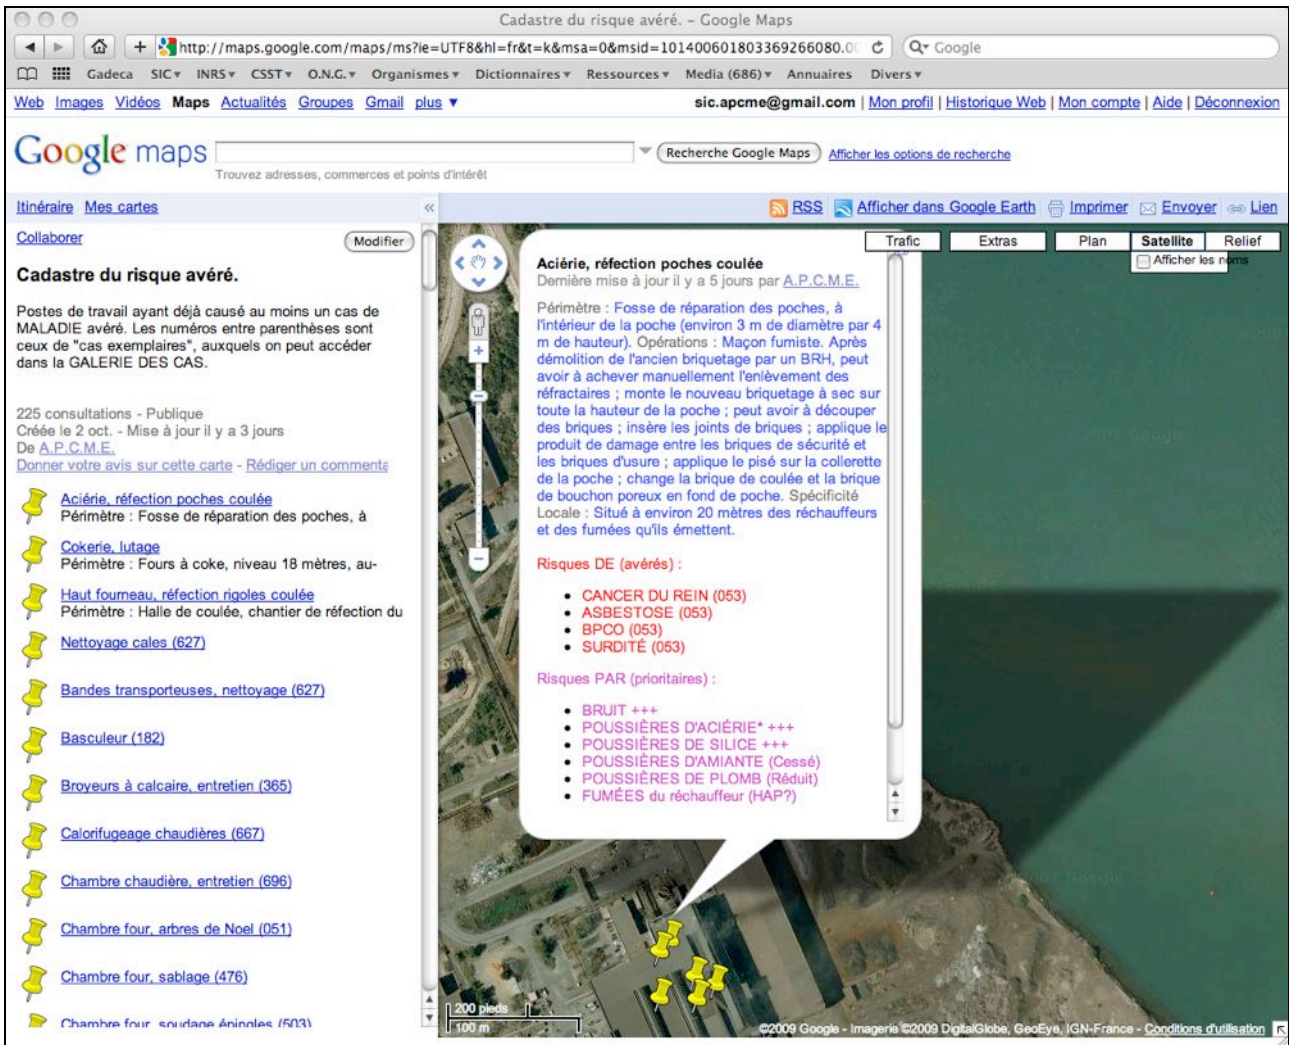 Cadastre du risque avéré. – Google Maps
http://maps.google.com/maps/ms?ie=UTF8&hl=fr&t=k&msa=0&msid=101400601803369266080.00
Google
Gadeca SIC INRS CSST O.N.G. Organismes Dictionnaires Ressources Media (686) Annuaires Divers
Web Images Vidéos Maps Actualités Groupes Gmail plus ▼
sic.apcme@gmail.com | Mon profil | Historique Web | Mon compte | Aide | Déconnexion
Google maps
Recherche Google Maps
Afficher les options de recherche
Trouvez adresses, commerces et points d'intérêt
Itinéraire Mes cartes «
RSS Afficher dans Google Earth Imprimer Envoyer Lien
Collaborer
Modifier
Cadastre du risque avéré.
Postes de travail ayant déjà causé au moins un cas de
MALADIE avéré. Les numéros entre parenthèses sont
ceux de "cas exemplaires", auxquels on peut accéder
dans la GALERIE DES CAS.
225 consultations - Publique
Créée le 2 oct. - Mise à jour il y a 3 jours
De A.P.C.M.E.
Donner votre avis sur cette carte - Rédiger un commenta
Aciérie, réfection poches coulée
Périmètre : Fosse de réparation des poches, à
Cokerie, lutage
Périmètre : Fours à coke, niveau 18 mètres, au-
Haut fourneau, réfection rigoles coulée
Périmètre : Halle de coulée, chantier de réfection du
Nettoyage cales (627)
Bandes transporteuses, nettoyage (627)
Basculeur (182)
Broyeurs à calcaire, entretien (365)
Calorifugeage chaudières (667)
Chambre chaudière, entretien (696)
Chambre four, arbres de Noel (051)
Chambre four, sablage (476)
Chambre four, soudage épingles (503)
Trafic Extras Plan Satellite Relief
Afficher les noms
Aciérie, réfection poches coulée
Dernière mise à jour il y a 5 jours par A.P.C.M.E.
Périmètre : Fosse de réparation des poches, à
l'intérieur de la poche (environ 3 m de diamètre par 4
m de hauteur). Opérations : Maçon fumiste. Après
démolition de l'ancien briquetage par un BRH, peut
avoir à achever manuellement l'enlèvement des
réfractaires ; monte le nouveau briquetage à sec sur
toute la hauteur de la poche ; peut avoir à découper
des briques ; insère les joints de briques ; applique le
produit de damage entre les briques de sécurité et
les briques d'usure ; applique le pisé sur la collerette
de la poche ; change la brique de coulée et la brique
de bouchon poreux en fond de poche. Spécificité
Locale : Situé à environ 20 mètres des réchauffeurs
et des fumées qu'ils émettent.
Risques DE (avérés) :
• CANCER DU REIN (053)
• ASBESTOSE (053)
• BPCO (053)
• SURDITÉ (053)
Risques PAR (prioritaires) :
• BRUIT +++
• POUSSIÈRES D'ACIÉRIE* +++
• POUSSIÈRES DE SILICE +++
• POUSSIÈRES D'AMIANTE (Cessé)
• POUSSIÈRES DE PLOMB (Réduit)
• FUMÉES du réchauffeur (HAP?)
200 pieds
100 m
©2009 Google - Imagerie ©2009 DigitalGlobe, GeoEye, IGN-France - Conditions d'utilisation